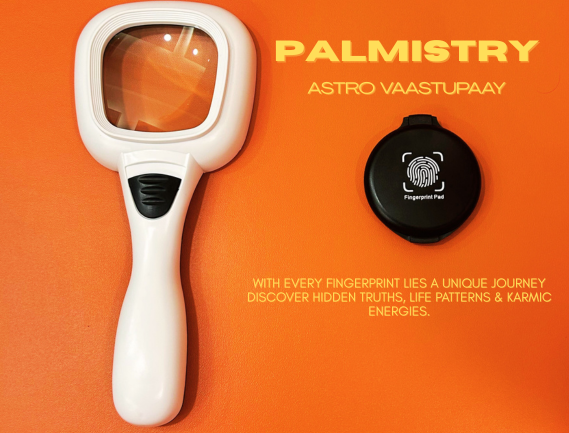 PALMISTRY
ASTRO VAASTUPAAY
Fingerprint Pad
WITH EVERY FINGERPRINT LIES A UNIQUE JOURNEY
DISCOVER HIDDEN TRUTHS, LIFE PATTERNS & KARMIC
ENERGIES.